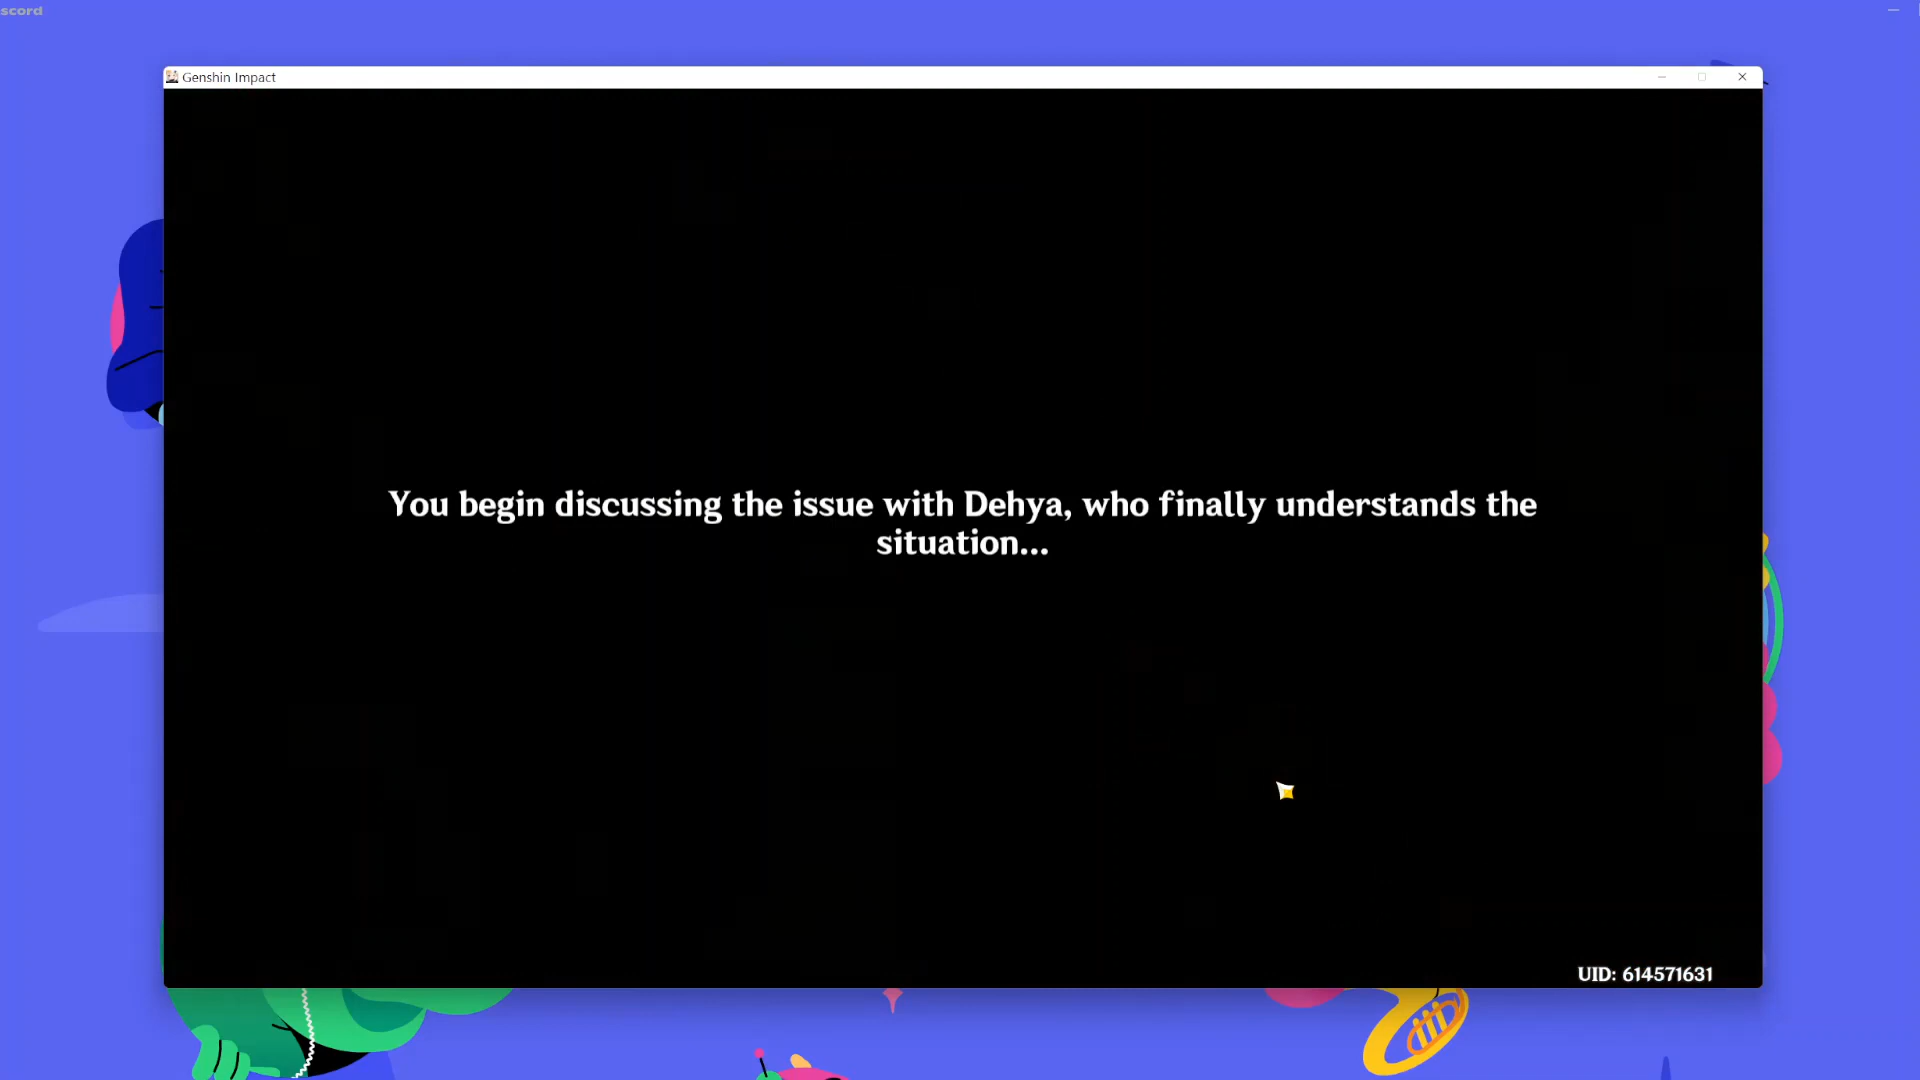 scord
Genshin Impact
You begin discussing the issue with Dehya, who finally understands the
situation...
UID: 614571631